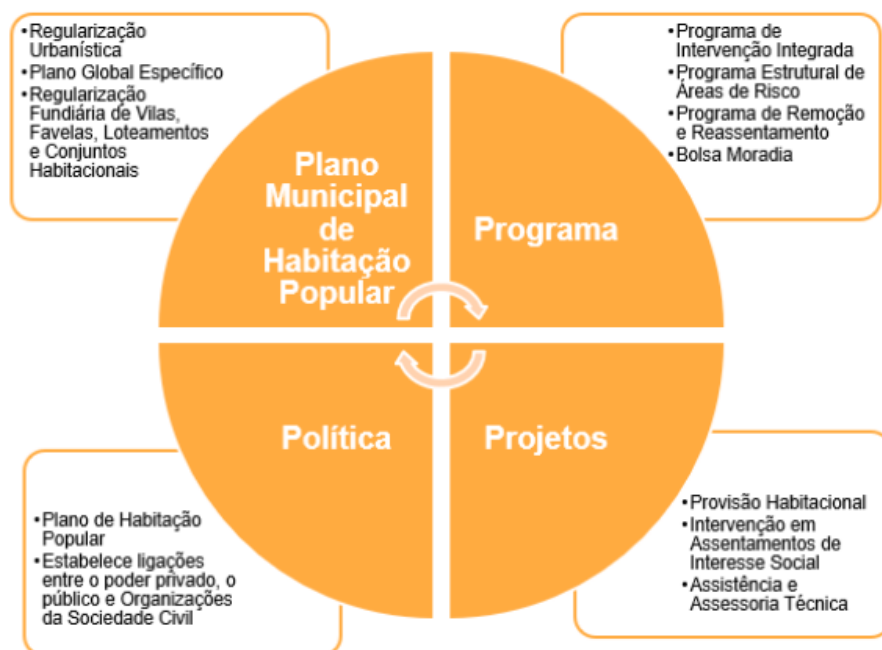 •Regularização
Urbanística
•Plano Global Específico
•Regularização
Fundiária de Vilas,
Favelas, Loteamentos
e Conjuntos
Habitacionais
Plano
Municipal
de
Habitação
Popular
•Programa de
Intervenção Integrada
•Programa Estrutural de
Áreas de Risco
•Programa de Remoção
e Reassentamento
•Bolsa Moradia
Programa
Política
•Plano de Habitação
Popular
•Estabelece ligações
entre o poder privado, o
público e Organizações
da Sociedade Civil
Projetos
•Provisão Habitacional
•Intervenção em
Assentamentos de
Interesse Social
•Assistência e
Assessoria Técnica